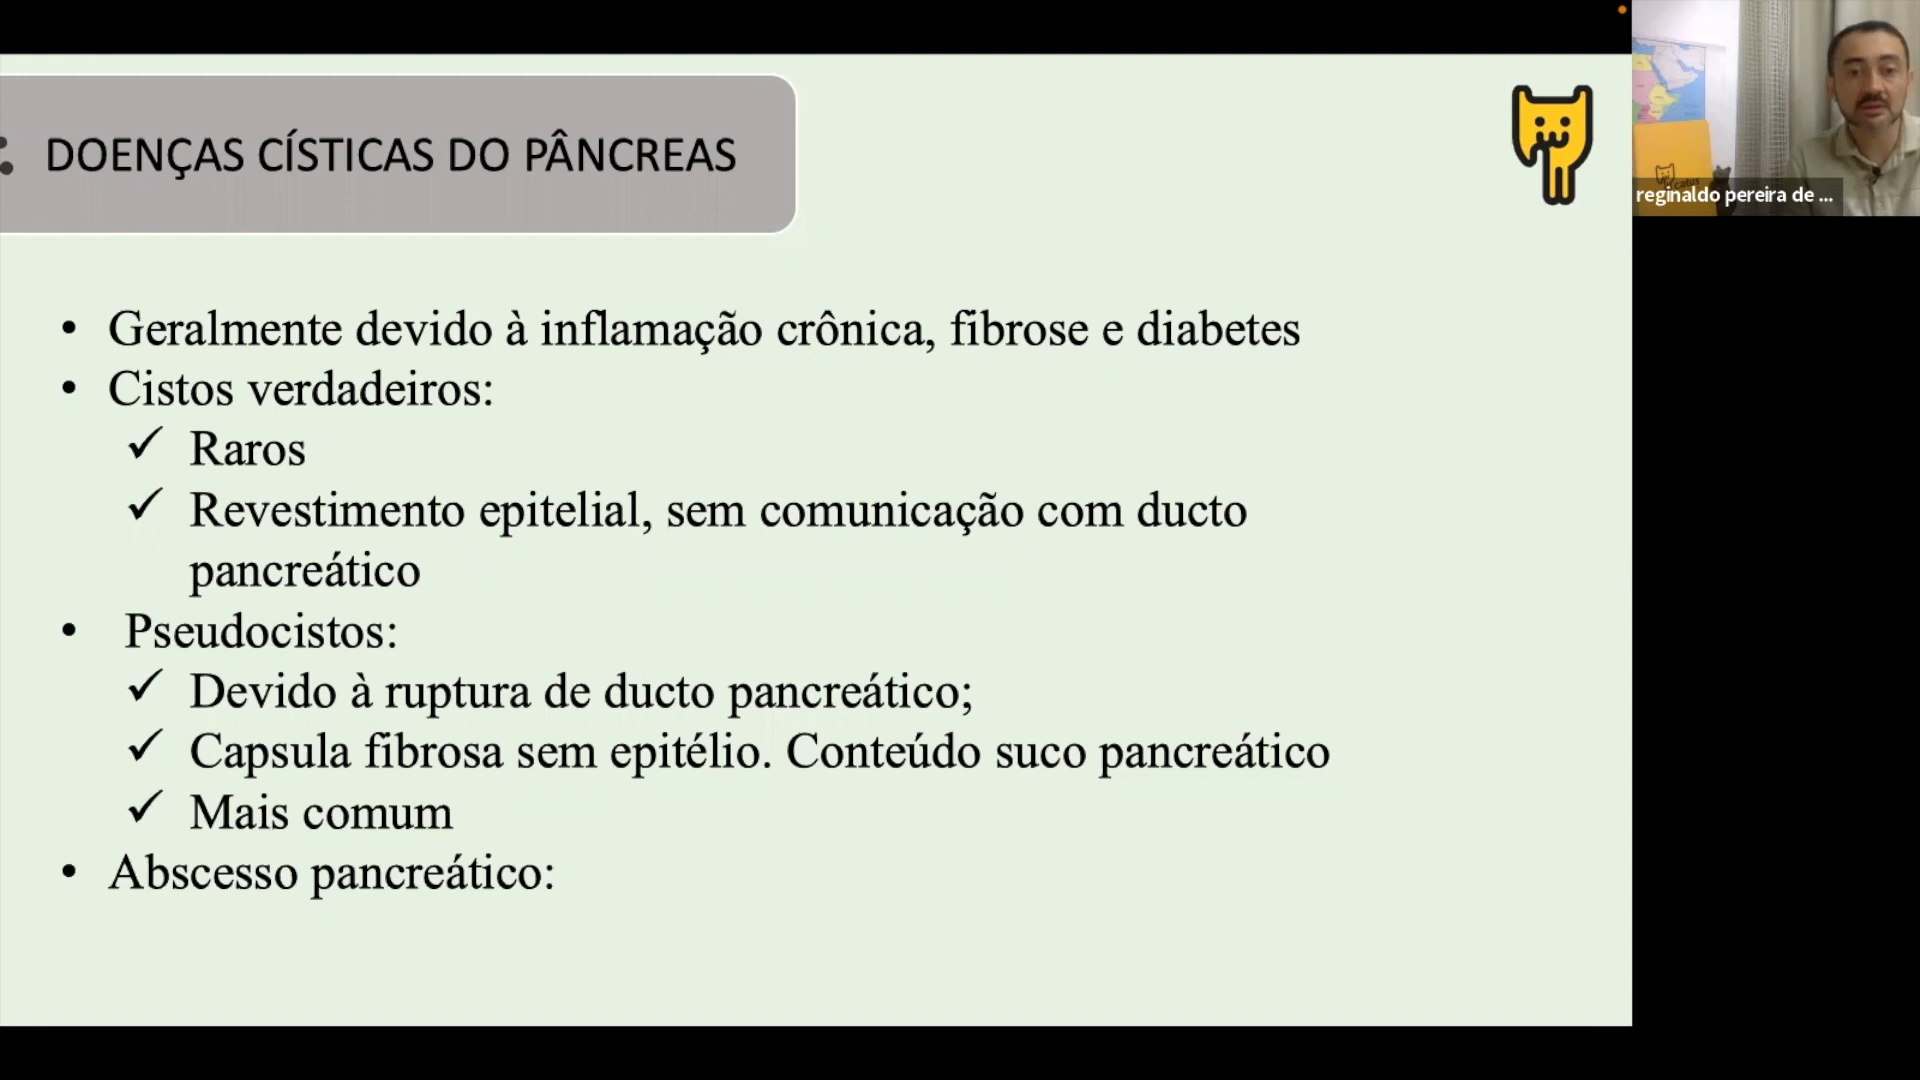 DOENÇAS CÍSTICAS DO PÂNCREAS
reginaldo pereira de ...
• Geralmente devido à inflamação crônica, fibrose e diabetes
• Cistos verdadeiros:
✓ Raros
✓ Revestimento epitelial, sem comunicação com ducto
pancreático
• Pseudocistos:
✓ Devido à ruptura de ducto pancreático;
✓ Capsula fibrosa sem epitélio. Conteúdo suco pancreático
✓ Mais comum
• Abscesso pancreático: